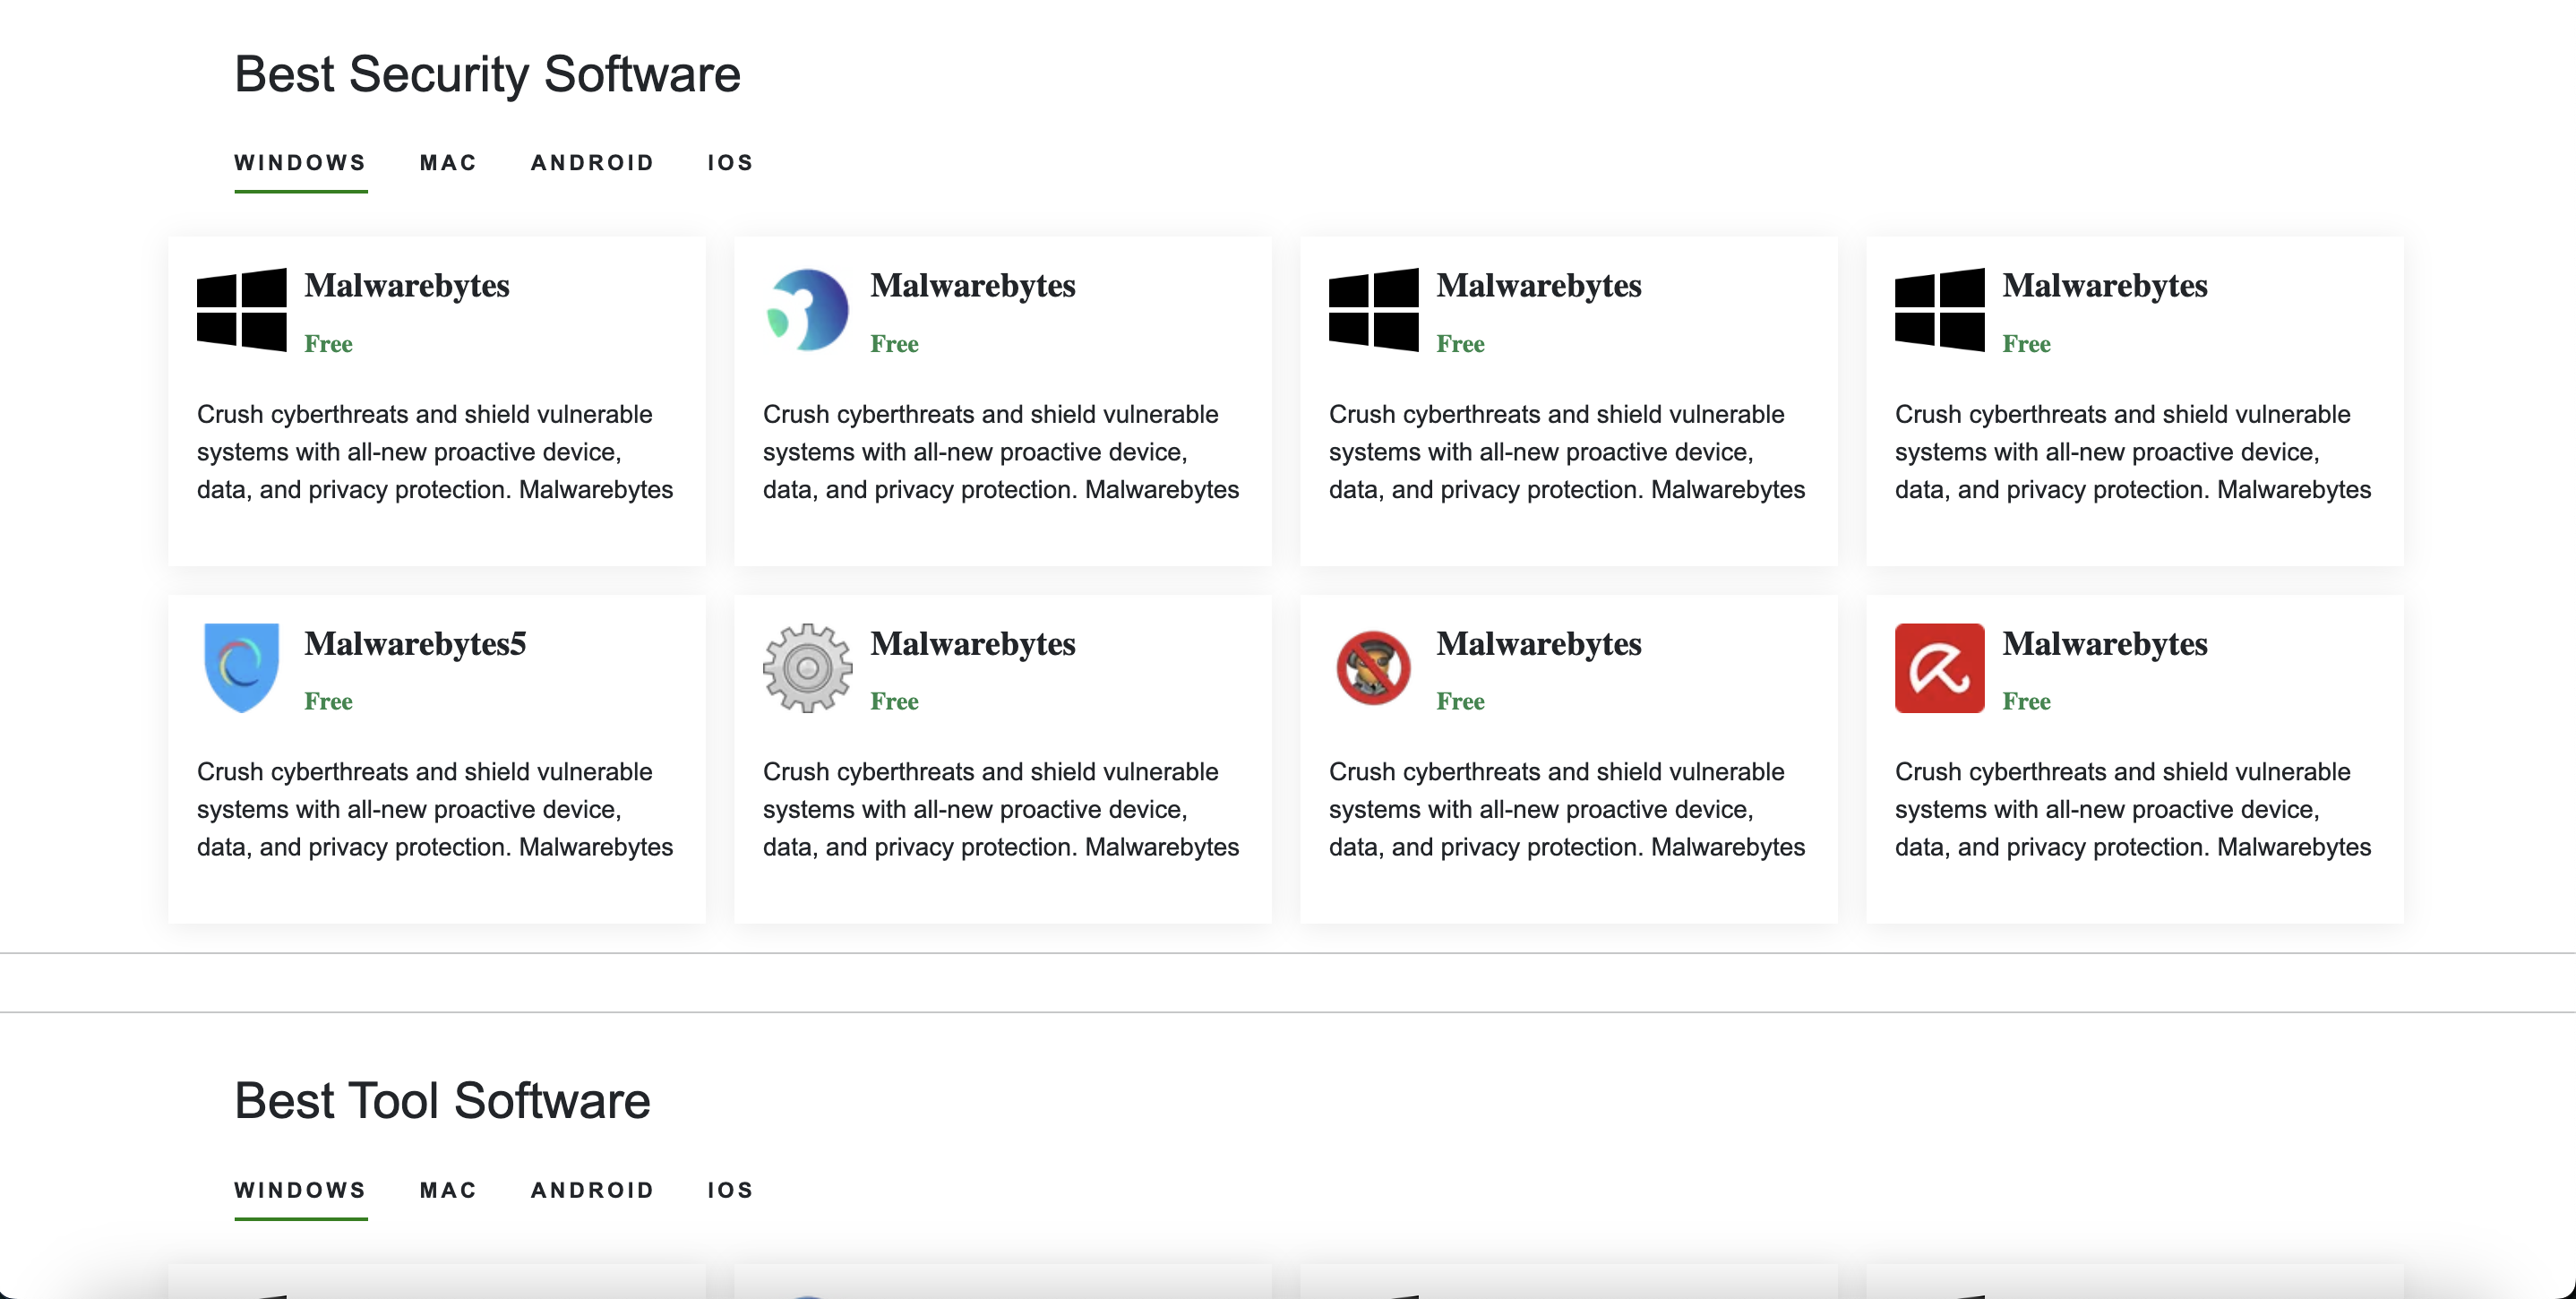 Best Security Software
WINDOWS MAC ANDROID IOS
Malwarebytes
Free
Crush cyberthreats and shield vulnerable
systems with all-new proactive device,
data, and privacy protection. Malwarebytes
Malwarebytes
Free
Crush cyberthreats and shield vulnerable
systems with all-new proactive device,
data, and privacy protection. Malwarebytes
Malwarebytes
Free
Crush cyberthreats and shield vulnerable
systems with all-new proactive device,
data, and privacy protection. Malwarebytes
Malwarebytes
Free
Crush cyberthreats and shield vulnerable
systems with all-new proactive device,
data, and privacy protection. Malwarebytes
Malwarebytes5
Free
Crush cyberthreats and shield vulnerable
systems with all-new proactive device,
data, and privacy protection. Malwarebytes
Malwarebytes
Free
Crush cyberthreats and shield vulnerable
systems with all-new proactive device,
data, and privacy protection. Malwarebytes
Malwarebytes
Free
Crush cyberthreats and shield vulnerable
systems with all-new proactive device,
data, and privacy protection. Malwarebytes
Malwarebytes
Free
Crush cyberthreats and shield vulnerable
systems with all-new proactive device,
data, and privacy protection. Malwarebytes
Best Tool Software
WINDOWS MAC ANDROID IOS